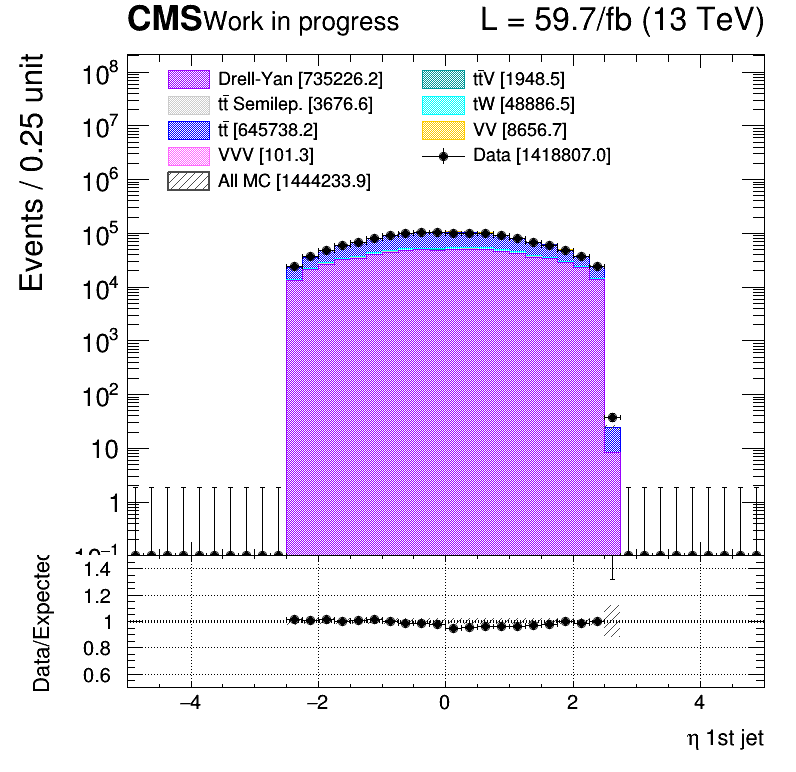 CMS Work in progress L = 59.7/fb (13 TeV)
Events / 0.25 unit
10⁸
10⁷
10⁶
10⁵
10⁴
10³
10²
10
1
10⁻¹
Drell-Yan [735226.2]
tt̄ Semilep. [3676.6]
tt̄ [645738.2]
VVV [101.3]
All MC [1444233.9]
tt̄V [1948.5]
tW [48886.5]
VV [8656.7]
Data [1418807.0]
Data/Expected
1.4
1.2
1
0.8
0.6
−4 −2 0 2 4
η 1st jet